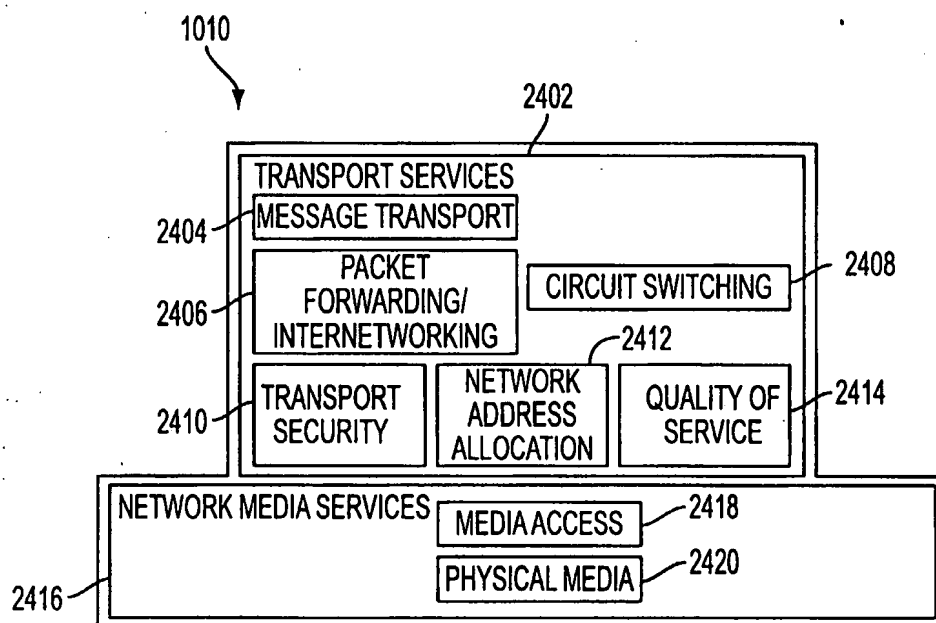 1010
2402
TRANSPORT SERVICES
2404
MESSAGE TRANSPORT
2406
PACKET
FORWARDING/
INTERNETWORKING
CIRCUIT SWITCHING
2408
2412
2410
TRANSPORT
SECURITY
NETWORK
ADDRESS
ALLOCATION
QUALITY OF
SERVICE
2414
NETWORK MEDIA SERVICES
MEDIA ACCESS
2418
PHYSICAL MEDIA
2420
2416